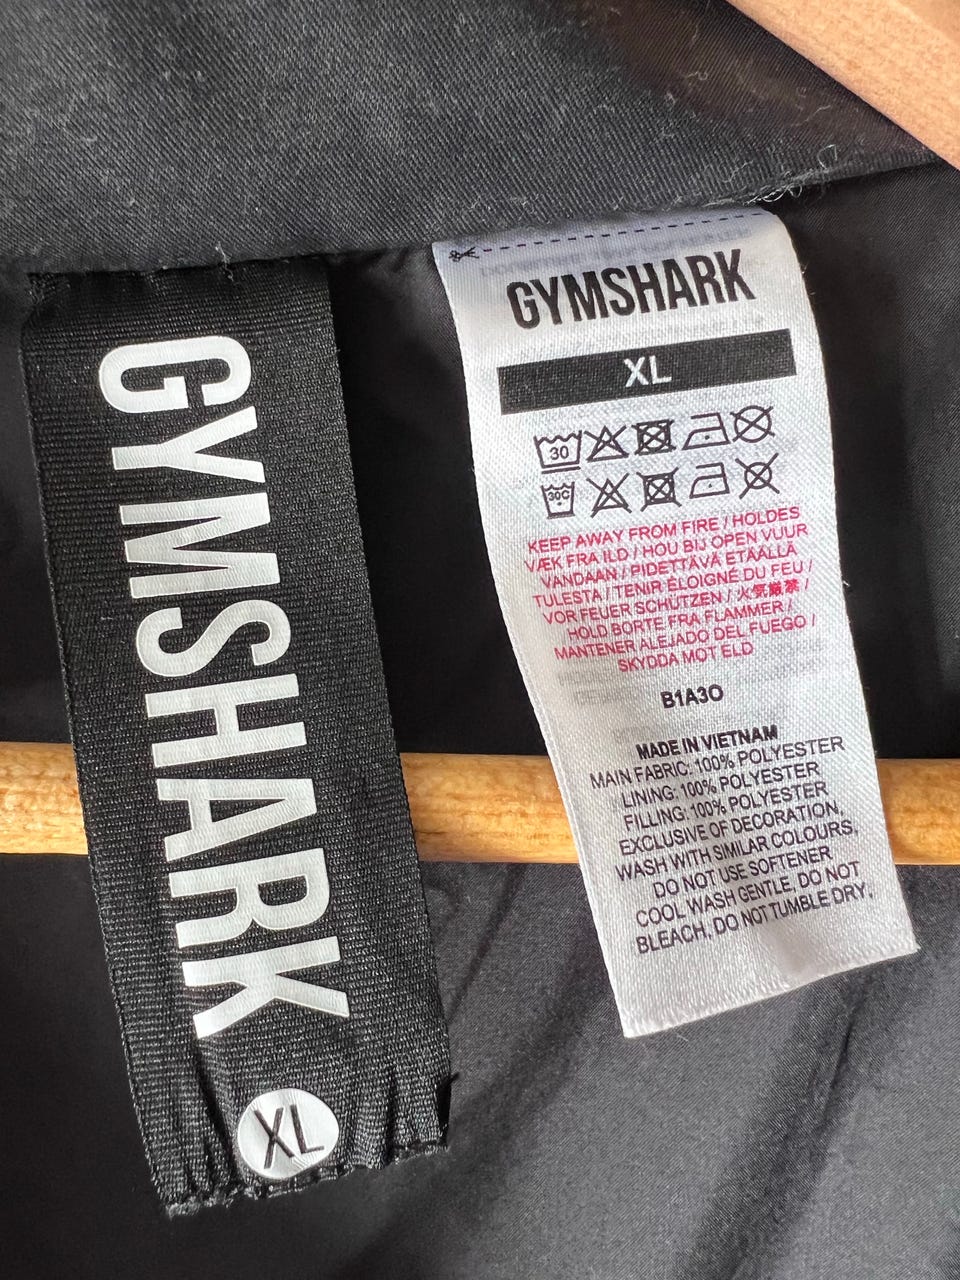 GYMSHARK
XL
GYMSHARK
XL
30
30C
KEEP AWAY FROM FIRE / HOLDES
VÆK FRA ILD / HOU BIJ OPEN VUUR
VANDAAN / PIDETTÄVÄ ETÄÄLLÄ
TULESTA / TENIR ÉLOIGNÉ DU FEU /
VOR FEUER SCHÜTZEN / 火気厳禁 /
HOLD BORTE FRA FLAMMER /
MANTENER ALEJADO DEL FUEGO /
SKYDDA MOT ELD
B1A3O
MADE IN VIETNAM
MAIN FABRIC: 100% POLYESTER
LINING: 100% POLYESTER
FILLING: 100% POLYESTER
EXCLUSIVE OF DECORATION,
WASH WITH SIMILAR COLOURS,
DO NOT USE SOFTENER
COOL WASH GENTLE, DO NOT
BLEACH, DO NOT TUMBLE DRY,